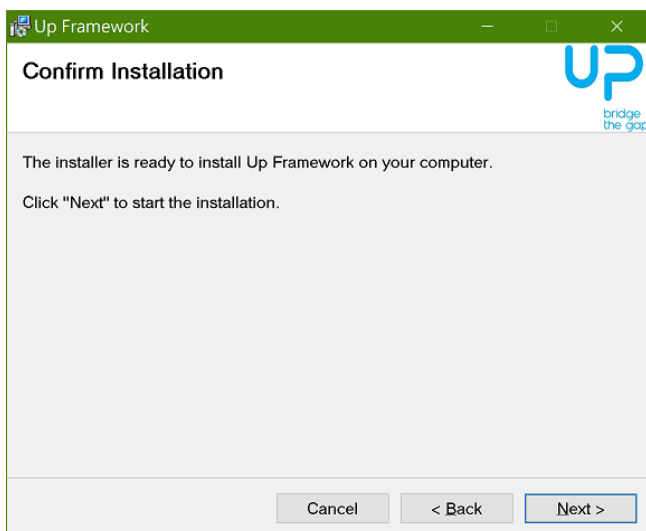 Up Framework
Confirm Installation
UP
bridge
the gap
The installer is ready to install Up Framework on your computer.
Click "Next" to start the installation.
Cancel
< Back
Next >